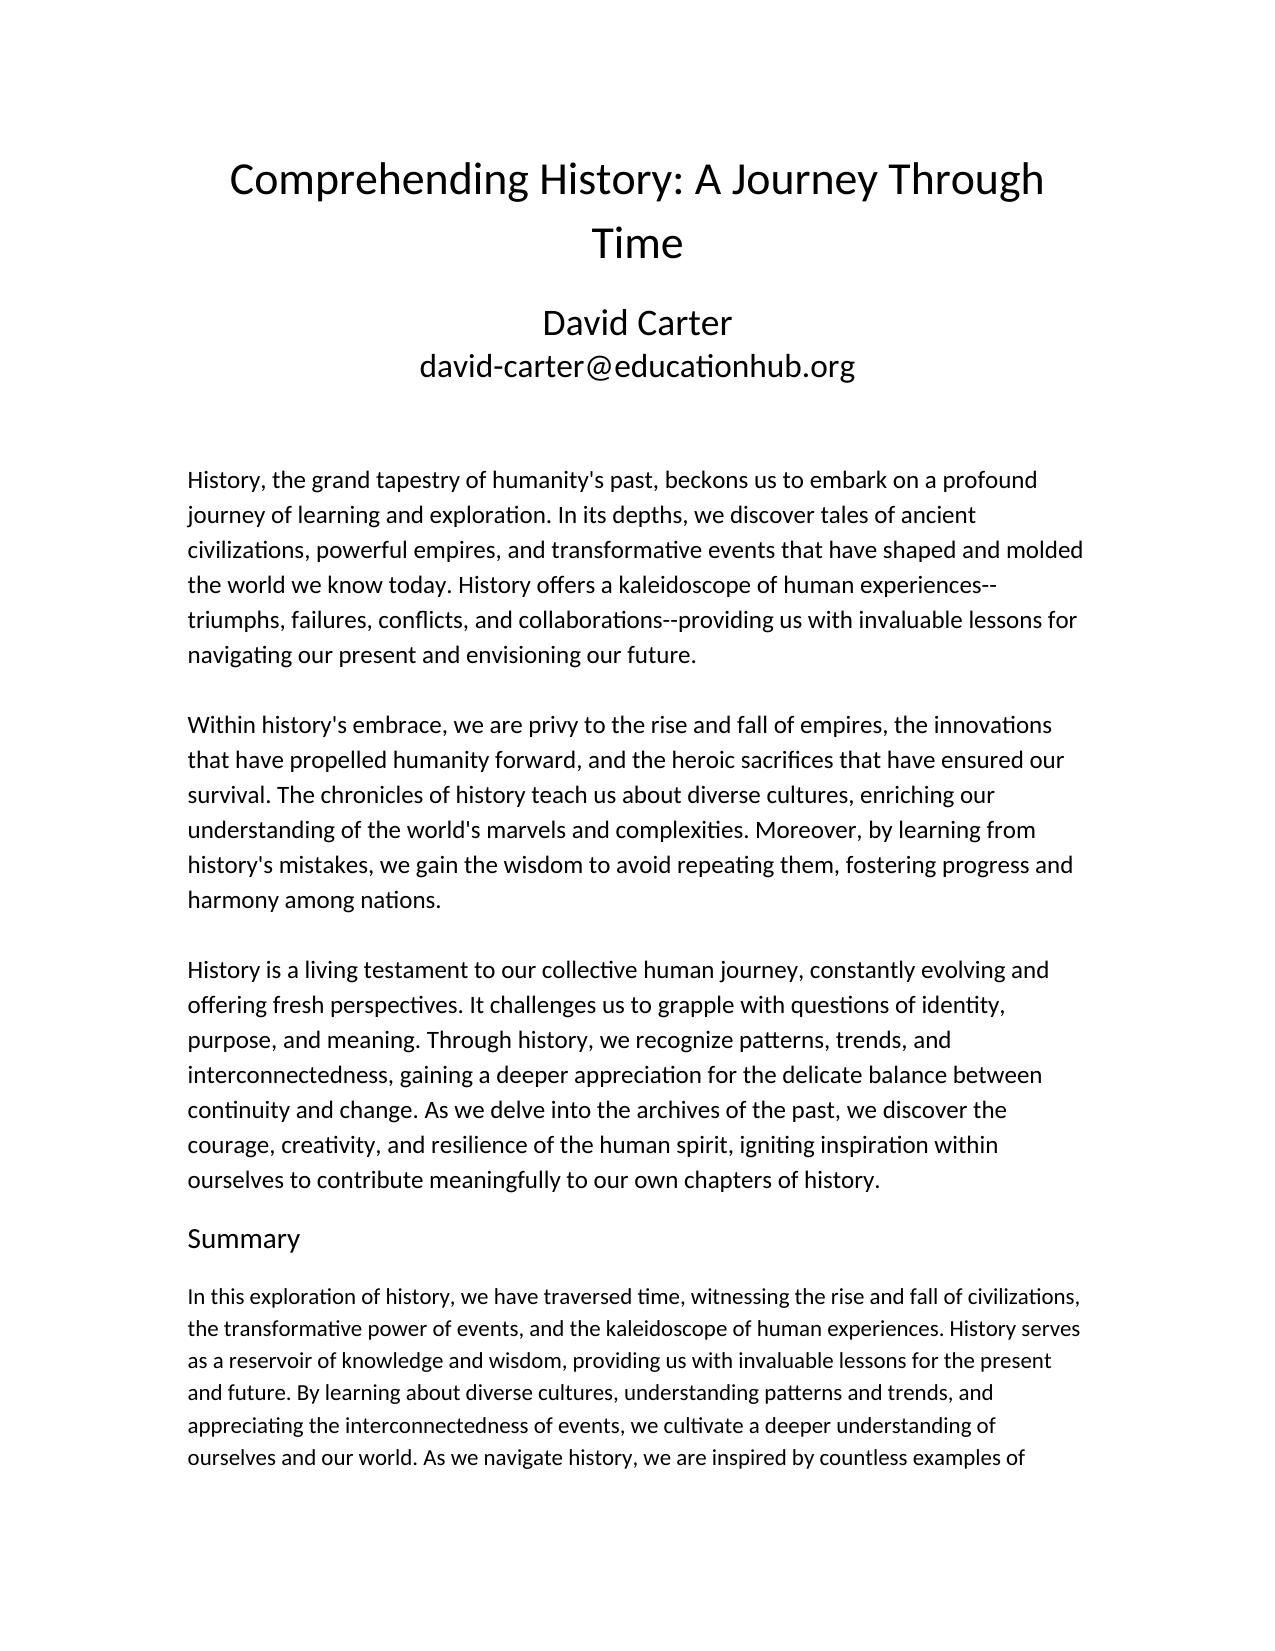 Comprehending History: A Journey Through
Time
David Carter
david-carter@educationhub.org
History, the grand tapestry of humanity's past, beckons us to embark on a profound
journey of learning and exploration. In its depths, we discover tales of ancient
civilizations, powerful empires, and transformative events that have shaped and molded
the world we know today. History offers a kaleidoscope of human experiences--
triumphs, failures, conflicts, and collaborations--providing us with invaluable lessons for
navigating our present and envisioning our future.
Within history's embrace, we are privy to the rise and fall of empires, the innovations
that have propelled humanity forward, and the heroic sacrifices that have ensured our
survival. The chronicles of history teach us about diverse cultures, enriching our
understanding of the world's marvels and complexities. Moreover, by learning from
history's mistakes, we gain the wisdom to avoid repeating them, fostering progress and
harmony among nations.
History is a living testament to our collective human journey, constantly evolving and
offering fresh perspectives. It challenges us to grapple with questions of identity,
purpose, and meaning. Through history, we recognize patterns, trends, and
interconnectedness, gaining a deeper appreciation for the delicate balance between
continuity and change. As we delve into the archives of the past, we discover the
courage, creativity, and resilience of the human spirit, igniting inspiration within
ourselves to contribute meaningfully to our own chapters of history.
Summary
In this exploration of history, we have traversed time, witnessing the rise and fall of civilizations,
the transformative power of events, and the kaleidoscope of human experiences. History serves
as a reservoir of knowledge and wisdom, providing us with invaluable lessons for the present
and future. By learning about diverse cultures, understanding patterns and trends, and
appreciating the interconnectedness of events, we cultivate a deeper understanding of
ourselves and our world. As we navigate history, we are inspired by countless examples of